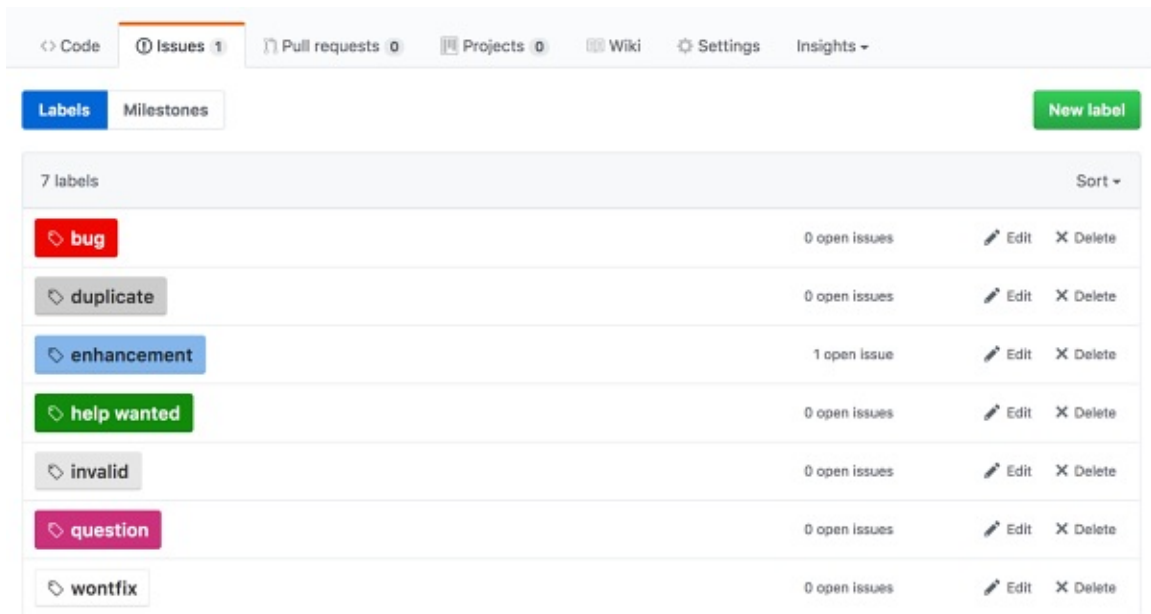 Code Issues 1 Pull requests 0 Projects 0 Wiki Settings Insights
Labels Milestones New label
7 labels Sort
bug 0 open issues Edit Delete
duplicate 0 open issues Edit Delete
enhancement 1 open issue Edit Delete
help wanted 0 open issues Edit Delete
invalid 0 open issues Edit Delete
question 0 open issues Edit Delete
wontfix 0 open issues Edit Delete